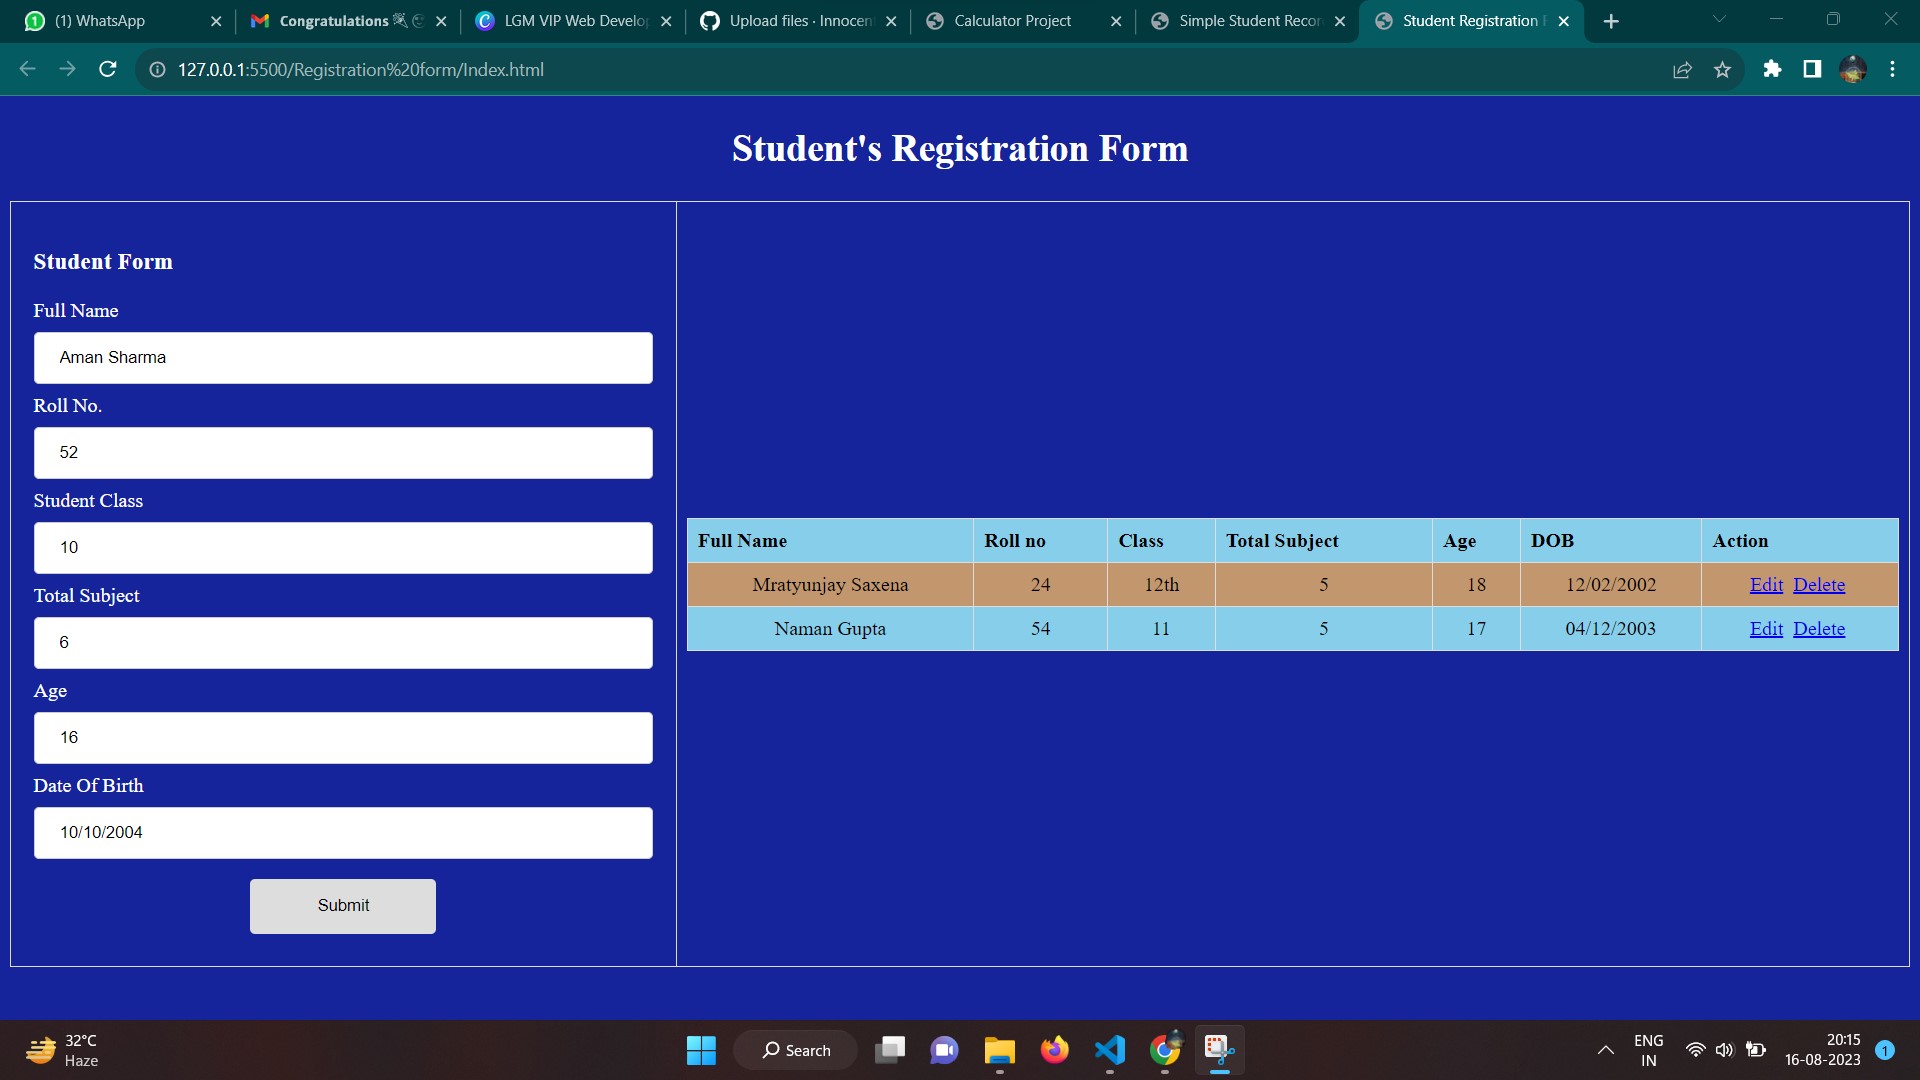 (1) WhatsApp
Congratulations
LGM VIP Web Develop
Upload files · Innocent
Calculator Project
Simple Student Recor
Student Registration F
127.0.0.1:5500/Registration%20form/Index.html
Student's Registration Form
Student Form
Full Name
Aman Sharma
Roll No.
52
Student Class
10
Total Subject
6
Age
16
Date Of Birth
10/10/2004
Submit
Full Name Roll no Class Total Subject Age DOB Action
Mratyunjay Saxena 24 12th 5 18 12/02/2002 Edit Delete
Naman Gupta 54 11 5 17 04/12/2003 Edit Delete
32°C
Haze
Search
ENG
IN
20:15
16-08-2023
1